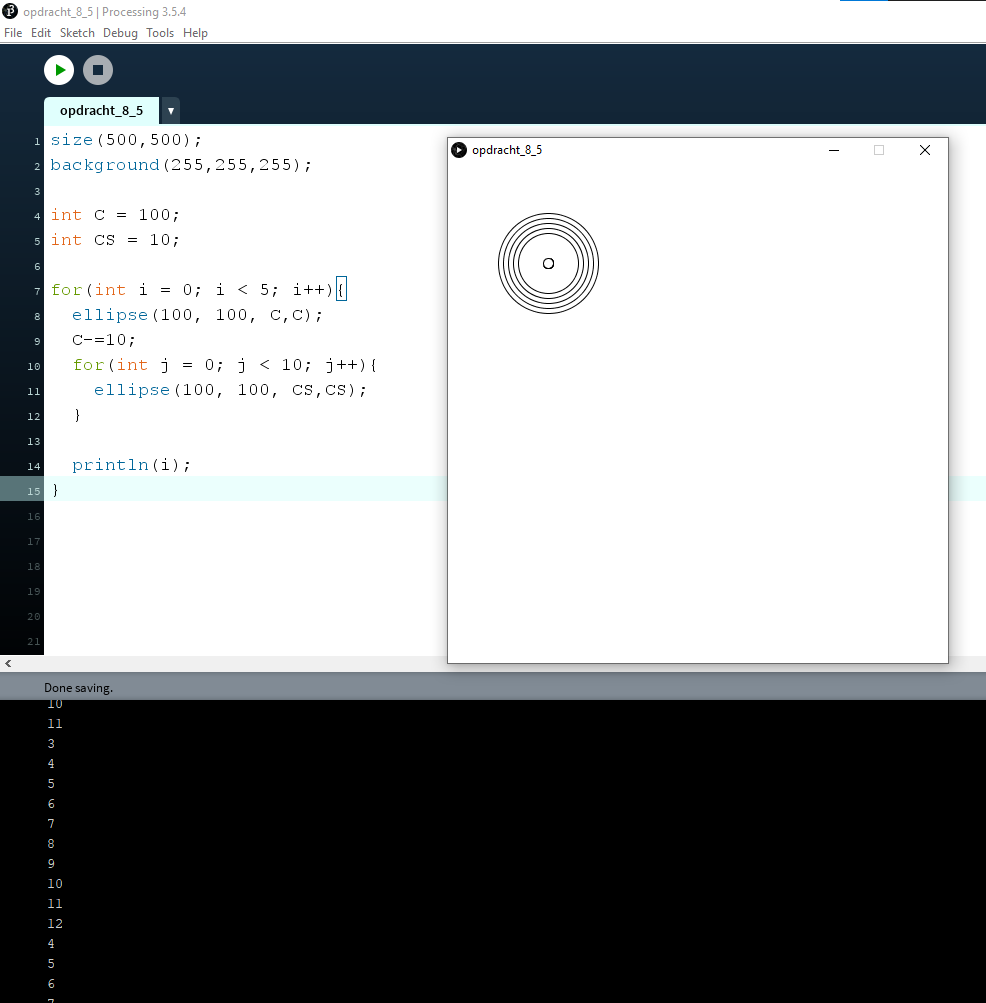 opdracht_8_5 | Processing 3.5.4
File Edit Sketch Debug Tools Help
opdracht_8_5 ▼
1 size(500,500);
2 background(255,255,255);
3
4 int C = 100;
5 int CS = 10;
6
7 for(int i = 0; i < 5; i++){
8   ellipse(100, 100, C,C);
9   C-=10;
10   for(int j = 0; j < 10; j++){
11     ellipse(100, 100, CS,CS);
12   }
13
14   println(i);
15 }
16
17
18
19
20
21
opdracht_8_5
Done saving.
10
11
3
4
5
6
7
8
9
10
11
12
4
5
6
7